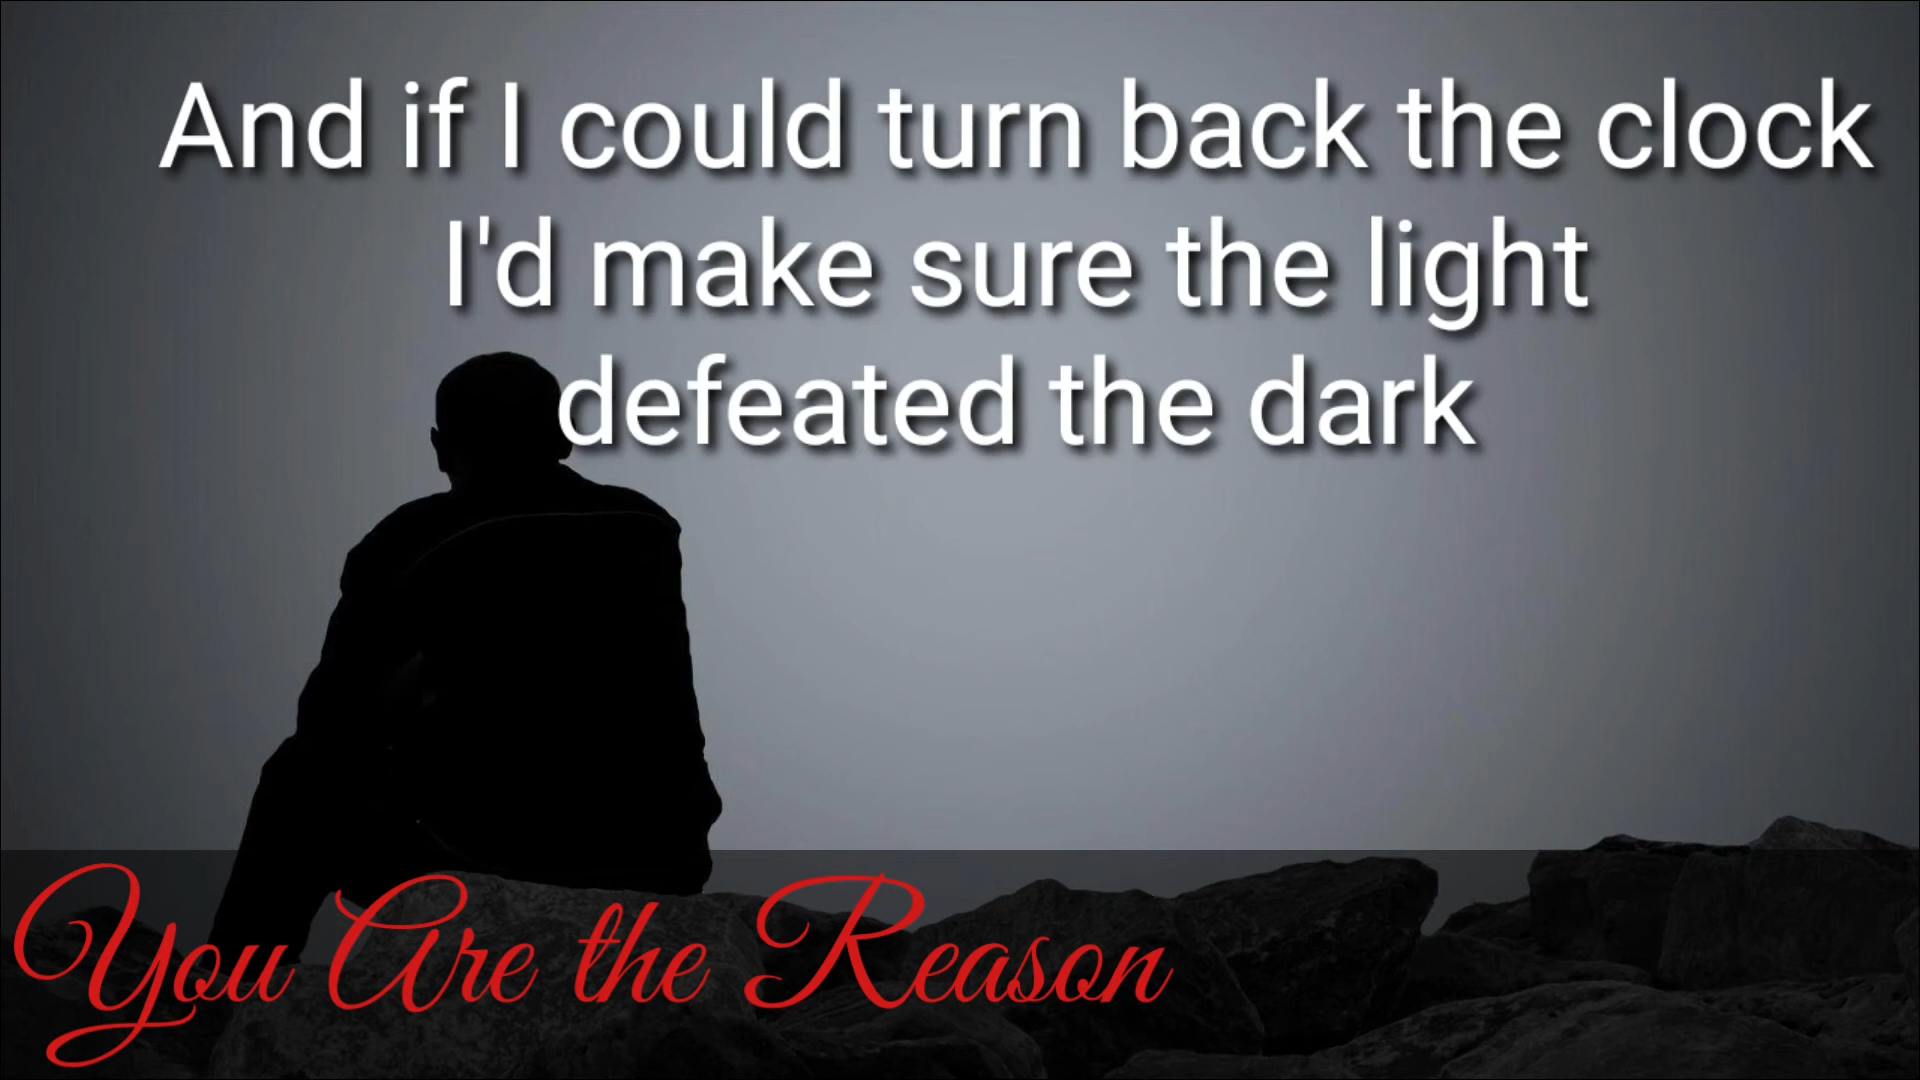 And if I could turn back the clock
I'd make sure the light
defeated the dark
You Are the Reason